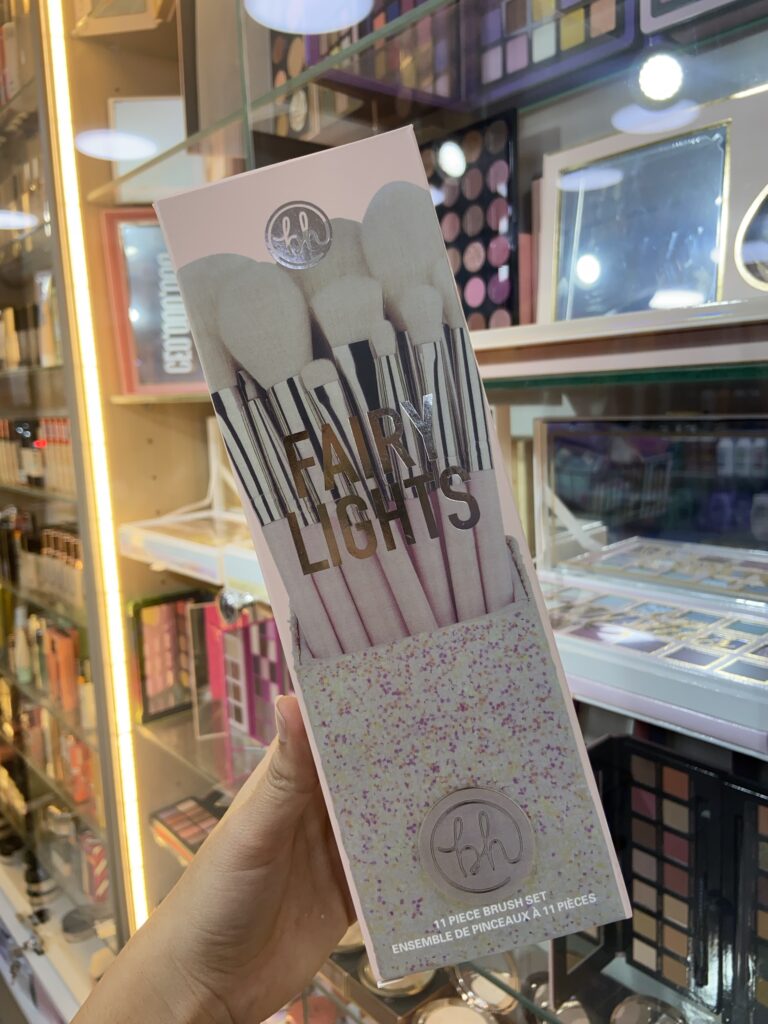 bh
FAIRY
LIGHTS
bh
11 PIECE BRUSH SET
ENSEMBLE DE PINCEAUX À 11 PIÈCES